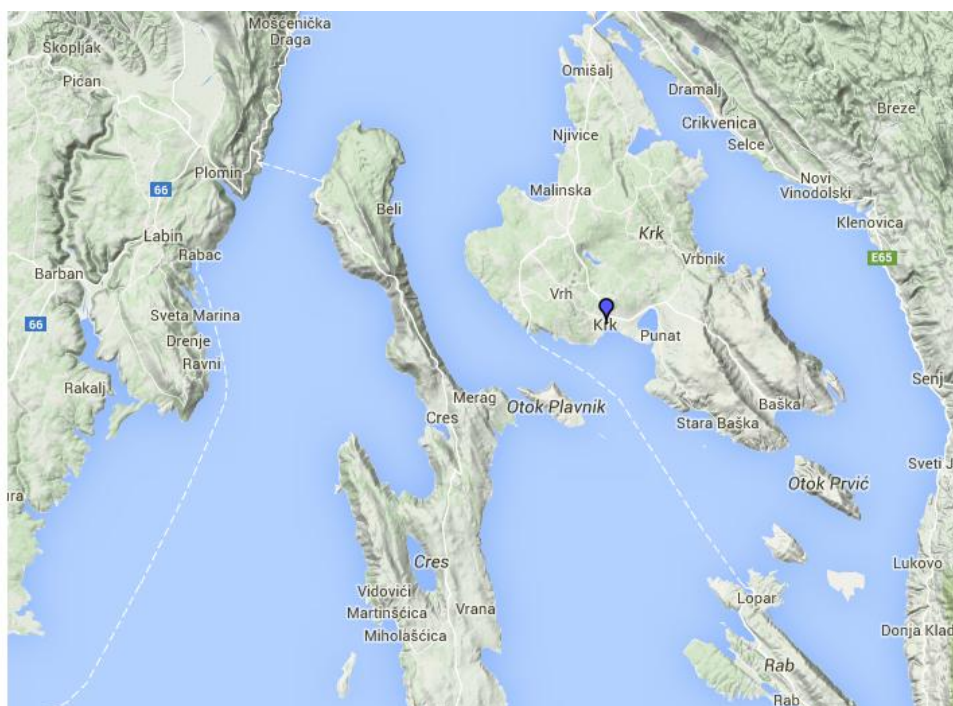 Mošćenička
Draga
Škopljak
Omišalj
Pićan
Dramalj
Breze
Crikvenica
Njivice
Selce
Plomin
Novi
Vinodolski
66
Malinska
Beli
Klenovica
Krk
Labin
Rabac
Vrbnik
E65
Barban
Vrh
Sveta Marina
66
Krk
Punat
Drenje
Ravni
Senj
Rakalj
Merag
Otok Plavnik
Baška
Cres
Stara Baška
Sveti J
Otok Prvić
ura
Cres
Lukovo
Vidovići
Lopar
Martinšćica
Vrana
Donja Klad
Miholašćica
Rab
Rab